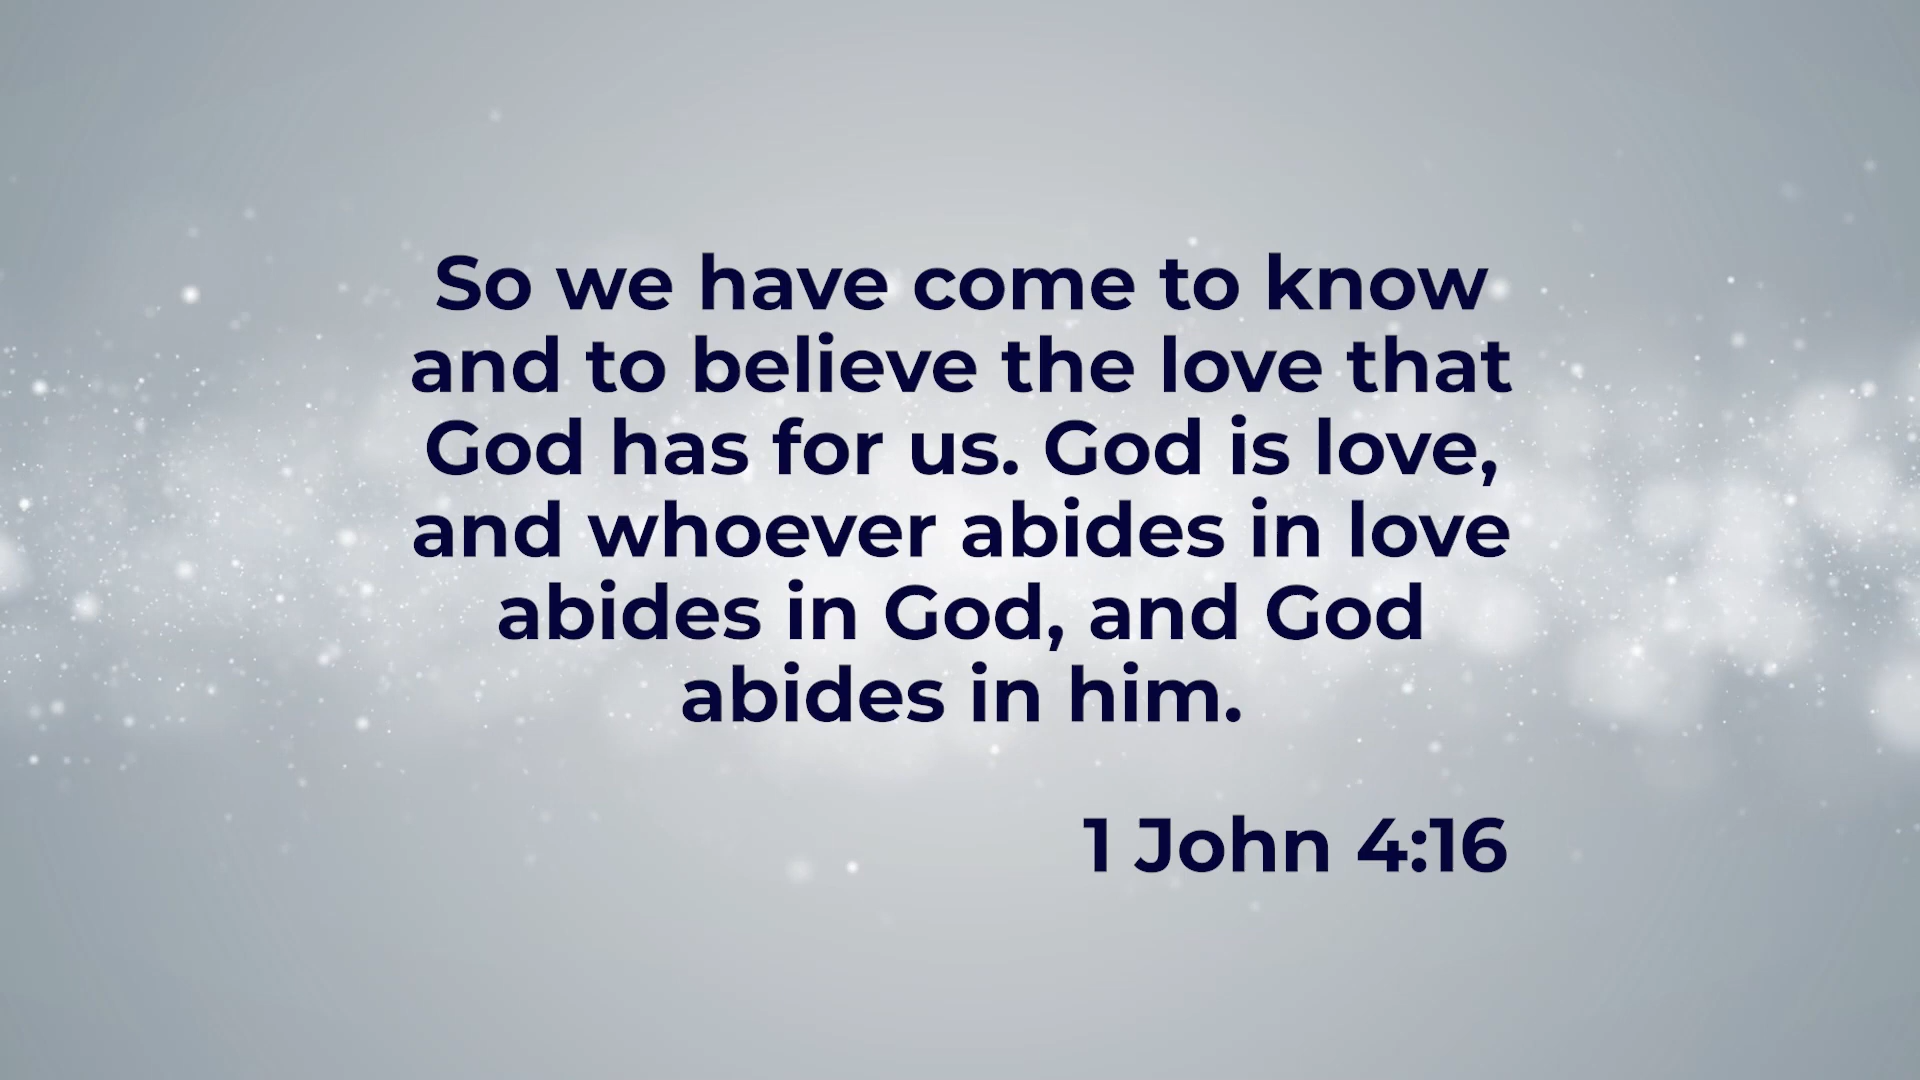 So we have come to know
and to believe the love that
God has for us. God is love,
and whoever abides in love
abides in God, and God
abides in him.
1 John 4:16